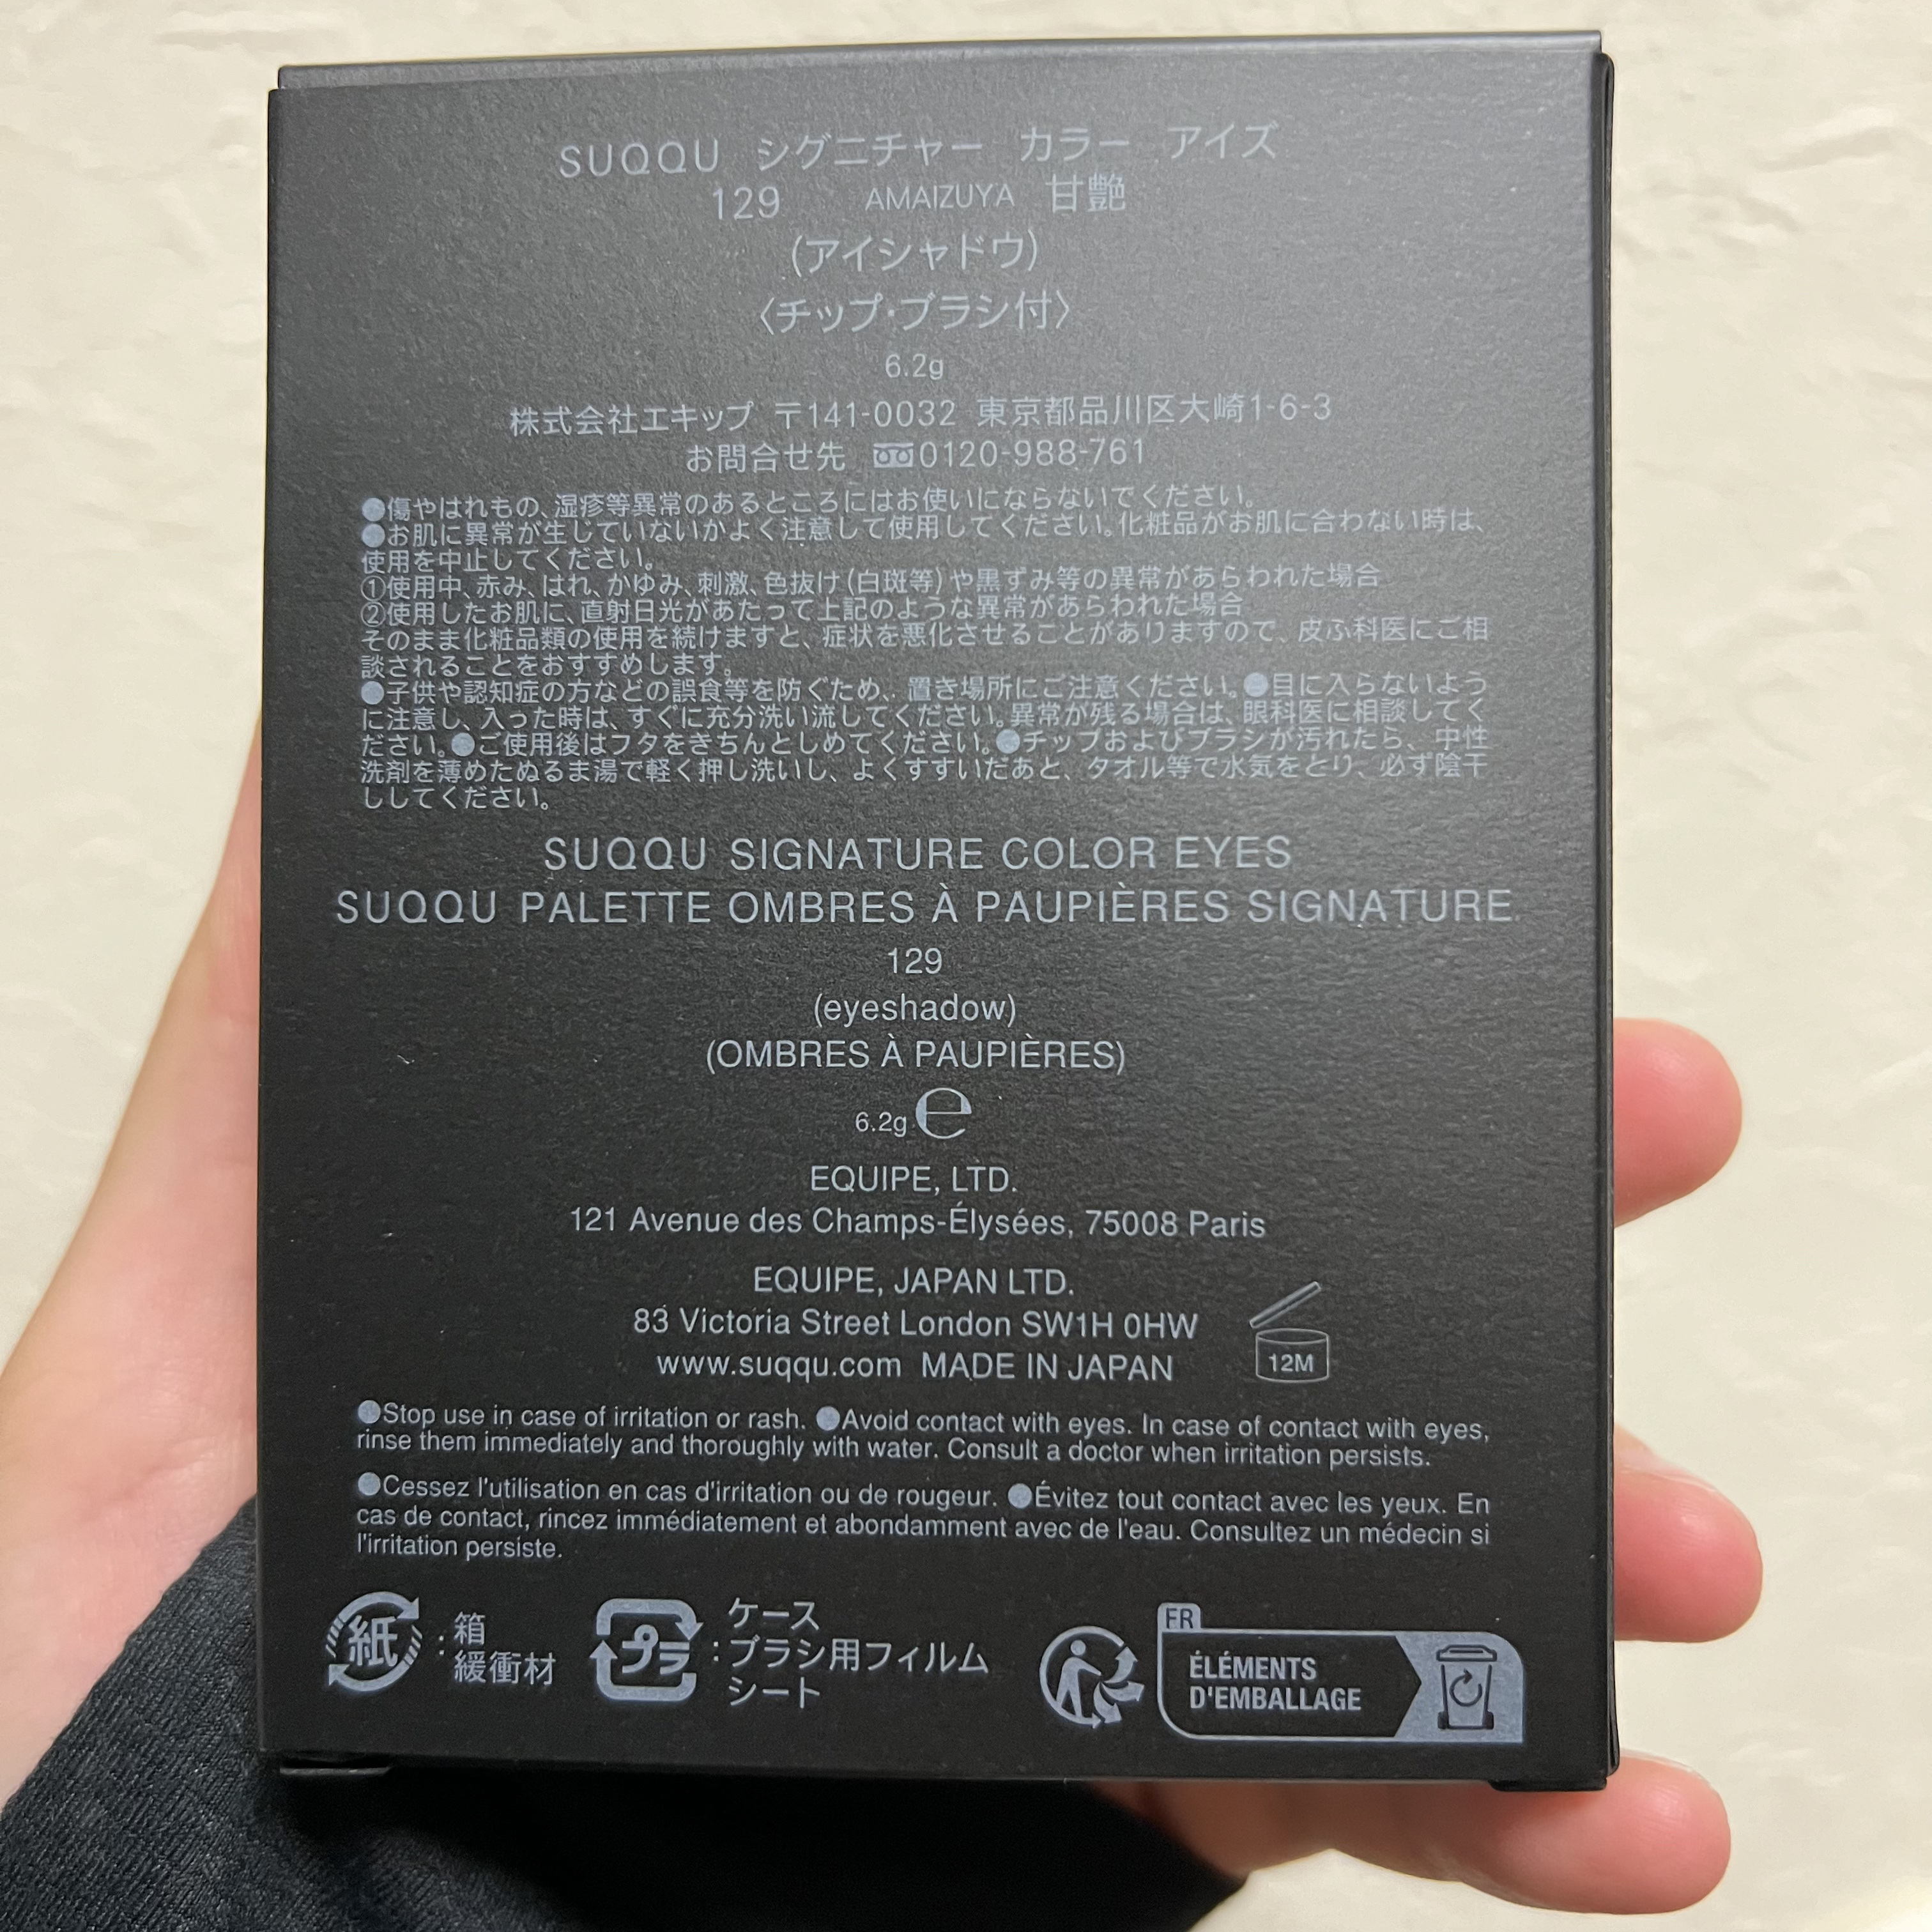 SUQQU シグニチャー カラー アイズ
129 AMAIZUYA 甘艶
(アイシャドウ)
〈チップ・ブラシ付〉
6.2g
株式会社エキップ 〒141-0032 東京都品川区大崎1-6-3
お問合せ先 0120-988-761
●傷やはれもの、湿疹等異常のあるところにはお使いにならないでください。
●お肌に異常が生じていないかよく注意して使用してください。化粧品がお肌に合わない時は、
使用を中止してください。
①使用中、赤み、はれ、かゆみ、刺激、色抜け(白斑等)や黒ずみ等の異常があらわれた場合
②使用したお肌に、直射日光があたって上記のような異常があらわれた場合
そのまま化粧品類の使用を続けますと、症状を悪化させることがありますので、皮ふ科医にご相
談されることをおすすめします。
●子供や認知症の方などの誤食等を防ぐため、置き場所にご注意ください。●目に入らないよう
に注意し、入った時は、すぐに充分洗い流してください。異常が残る場合は、眼科医に相談してく
ださい。●ご使用後はフタをきちんとしめてください。●チップおよびブラシが汚れたら、中性
洗剤を薄めたぬるま湯で軽く押し洗いし、よくすすいだあと、タオル等で水気をとり、必ず陰干
ししてください。
SUQQU SIGNATURE COLOR EYES
SUQQU PALETTE OMBRES À PAUPIÈRES SIGNATURE
129
(eyeshadow)
(OMBRES À PAUPIÈRES)
6.2g ℮
EQUIPE, LTD.
121 Avenue des Champs-Élysées, 75008 Paris
EQUIPE, JAPAN LTD.
83 Victoria Street London SW1H 0HW
www.suqqu.com MADE IN JAPAN
12M
●Stop use in case of irritation or rash. ●Avoid contact with eyes. In case of contact with eyes,
rinse them immediately and thoroughly with water. Consult a doctor when irritation persists.
●Cessez l'utilisation en cas d'irritation ou de rougeur. ●Évitez tout contact avec les yeux. En
cas de contact, rincez immédiatement et abondamment avec de l'eau. Consultez un médecin si
l'irritation persiste.
紙 : 箱
緩衝材
プラ : ケース
ブラシ用フィルム
シート
FR
ÉLÉMENTS
D'EMBALLAGE